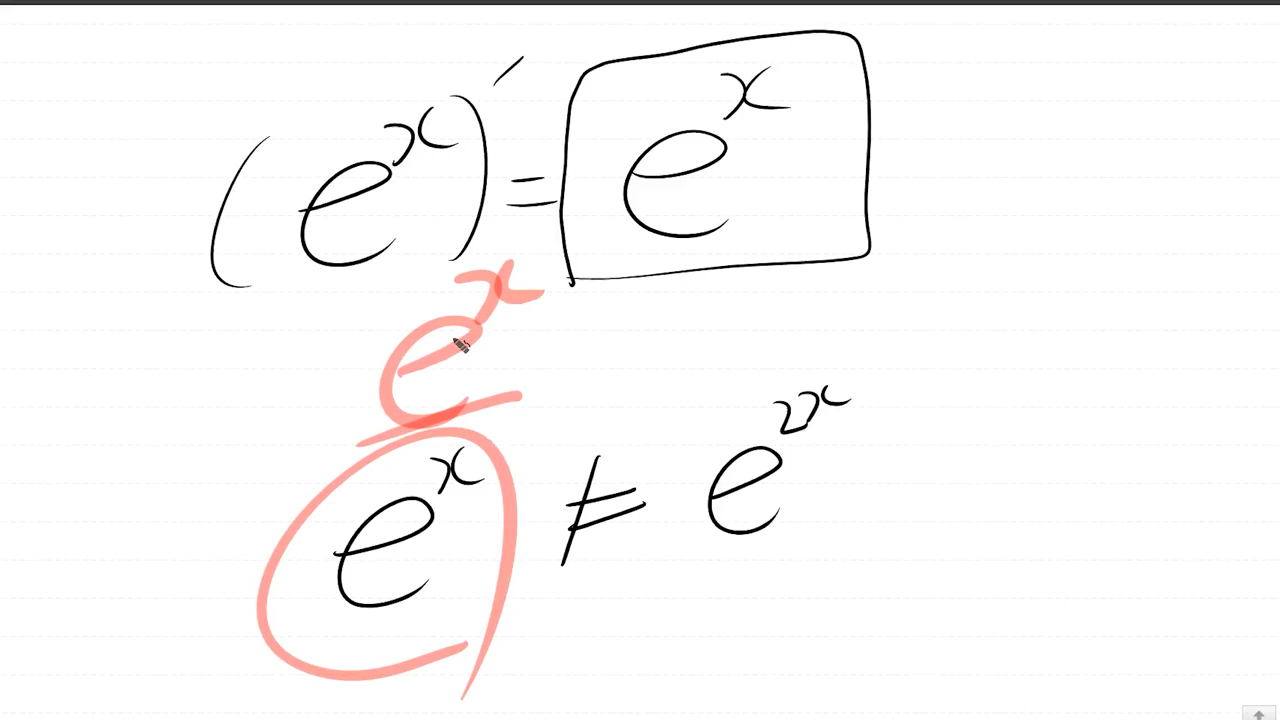 (e^x)′ = e^x
e^x
e^x ≠ e^{2x}